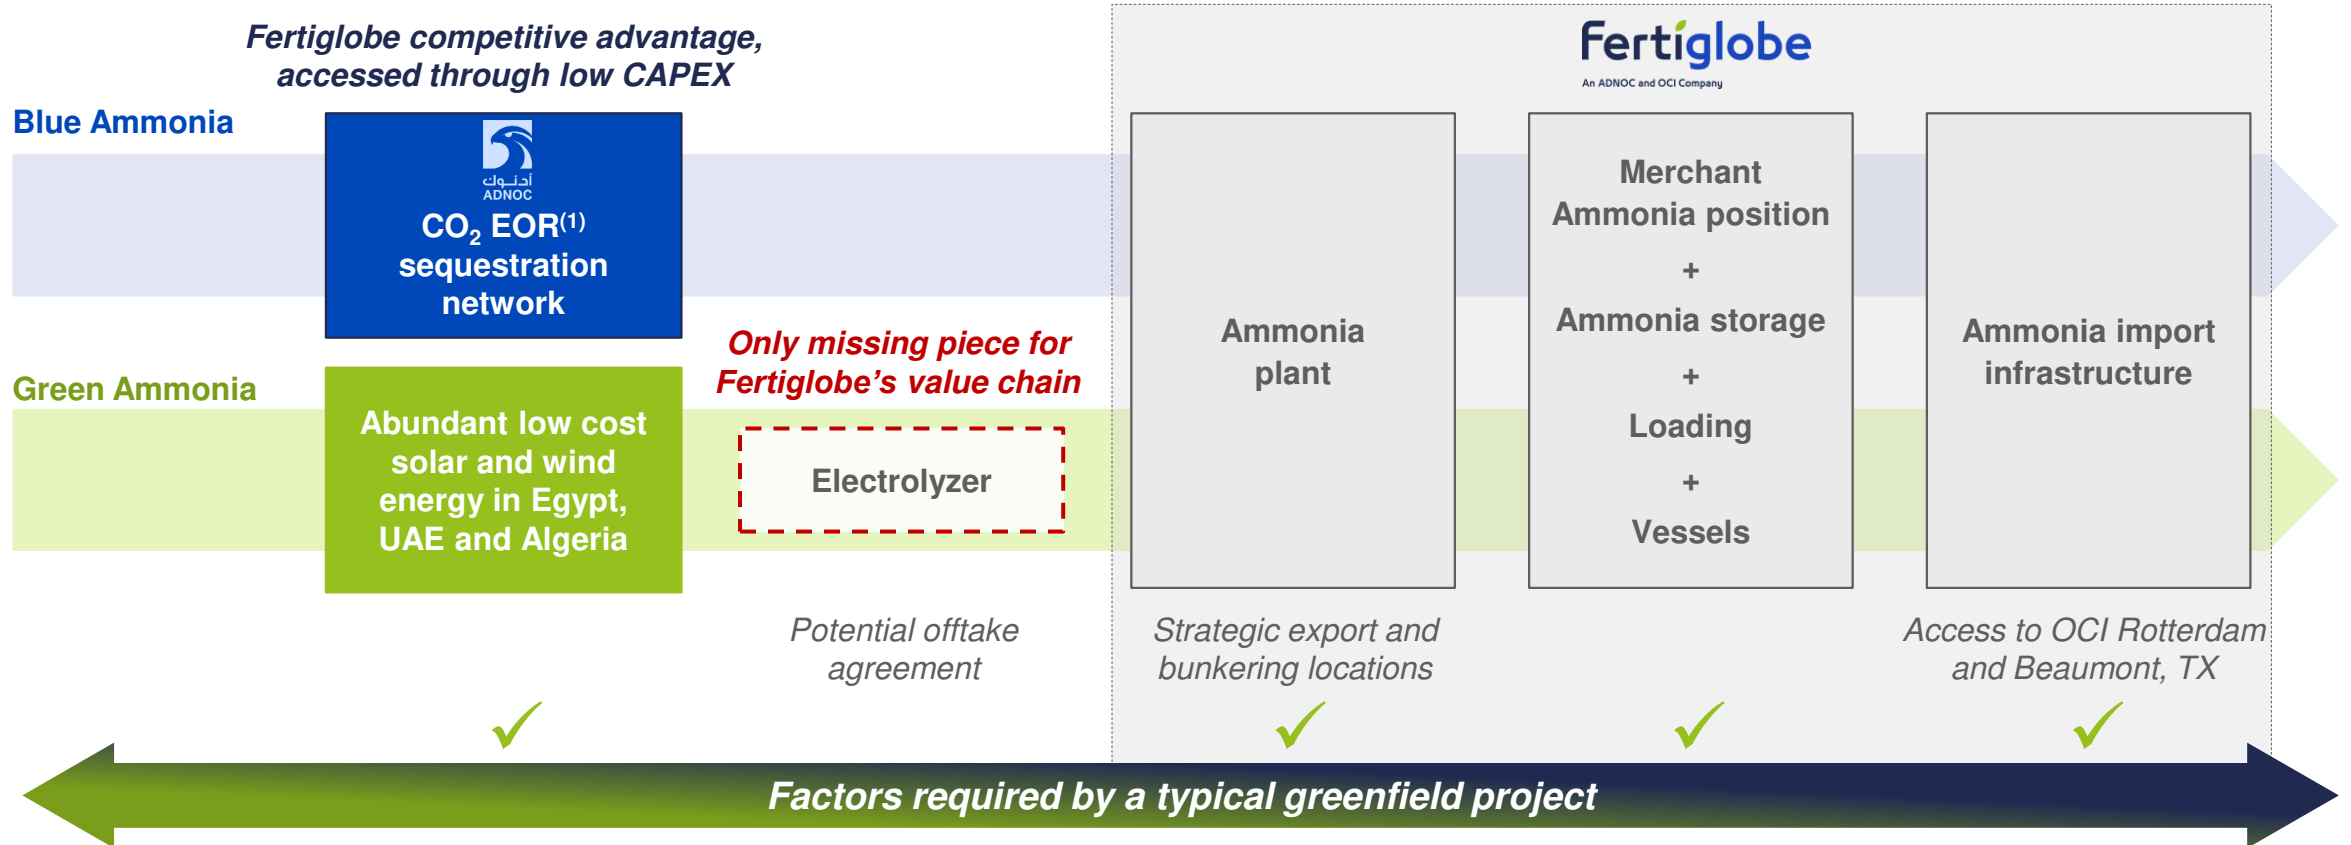 Fertiglobe competitive advantage,
accessed through low CAPEX
Fertiglobe
An ADNOC and OCI Company
Blue Ammonia
أدنوك
ADNOC
CO2 EOR(1)
sequestration
network
Merchant
Ammonia position
+
Ammonia storage
+
Loading
+
Vessels
Ammonia
plant
Ammonia import
infrastructure
Only missing piece for
Fertiglobe’s value chain
Green Ammonia
Abundant low cost
solar and wind
energy in Egypt,
UAE and Algeria
Electrolyzer
Potential offtake
agreement
Strategic export and
bunkering locations
Access to OCI Rotterdam
and Beaumont, TX
Factors required by a typical greenfield project